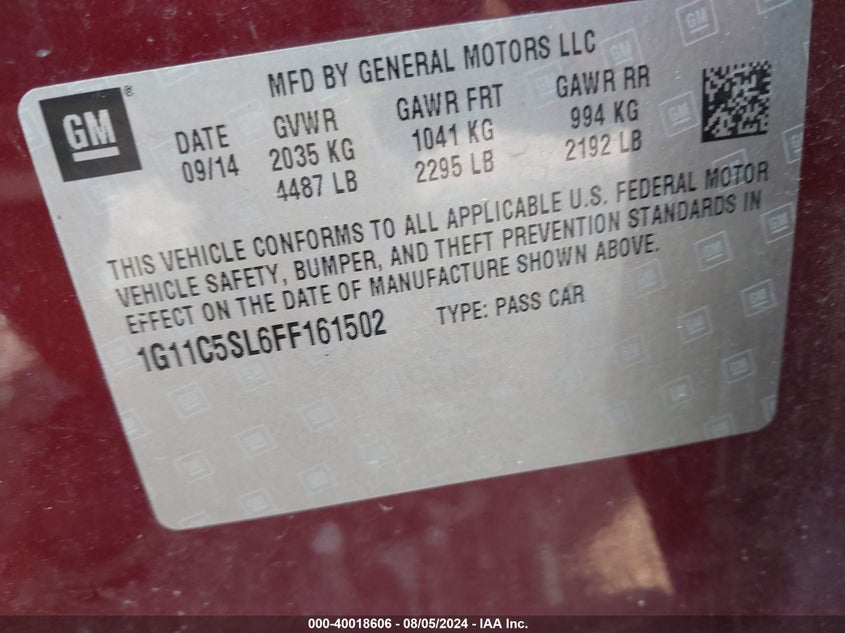 MFD BY GENERAL MOTORS LLC
GM®
DATE GVWR GAWR FRT GAWR RR
09/14 2035 KG 1041 KG 994 KG
4487 LB 2295 LB 2192 LB
THIS VEHICLE CONFORMS TO ALL APPLICABLE U.S. FEDERAL MOTOR
VEHICLE SAFETY, BUMPER, AND THEFT PREVENTION STANDARDS IN
EFFECT ON THE DATE OF MANUFACTURE SHOWN ABOVE.
1G11C5SL6FF161502 TYPE: PASS CAR
000-40018606 - 08/05/2024 - IAA Inc.